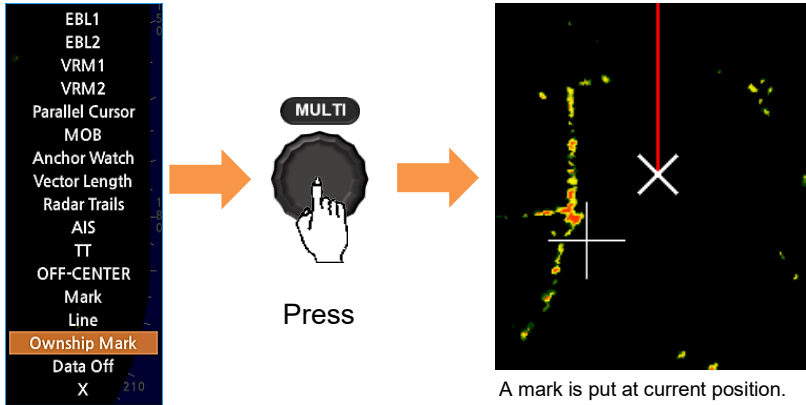 EBL1
EBL2
VRM1
VRM2
Parallel Cursor
MOB
Anchor Watch
Vector Length
Radar Trails
AIS
TT
OFF-CENTER
Mark
Line
Ownship Mark
Data Off
X
210
MULTI
Press
A mark is put at current position.